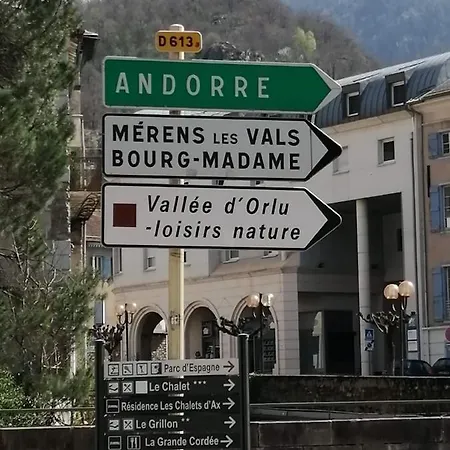 D 613
ANDORRE
MÉRENS LES VALS
BOURG-MADAME
Vallée d'Orlu
-loisirs nature
Parc d'Espagne
Le Chalet ***
Résidence Les Chalets d'Ax
Le Grillon **
La Grande Cordée